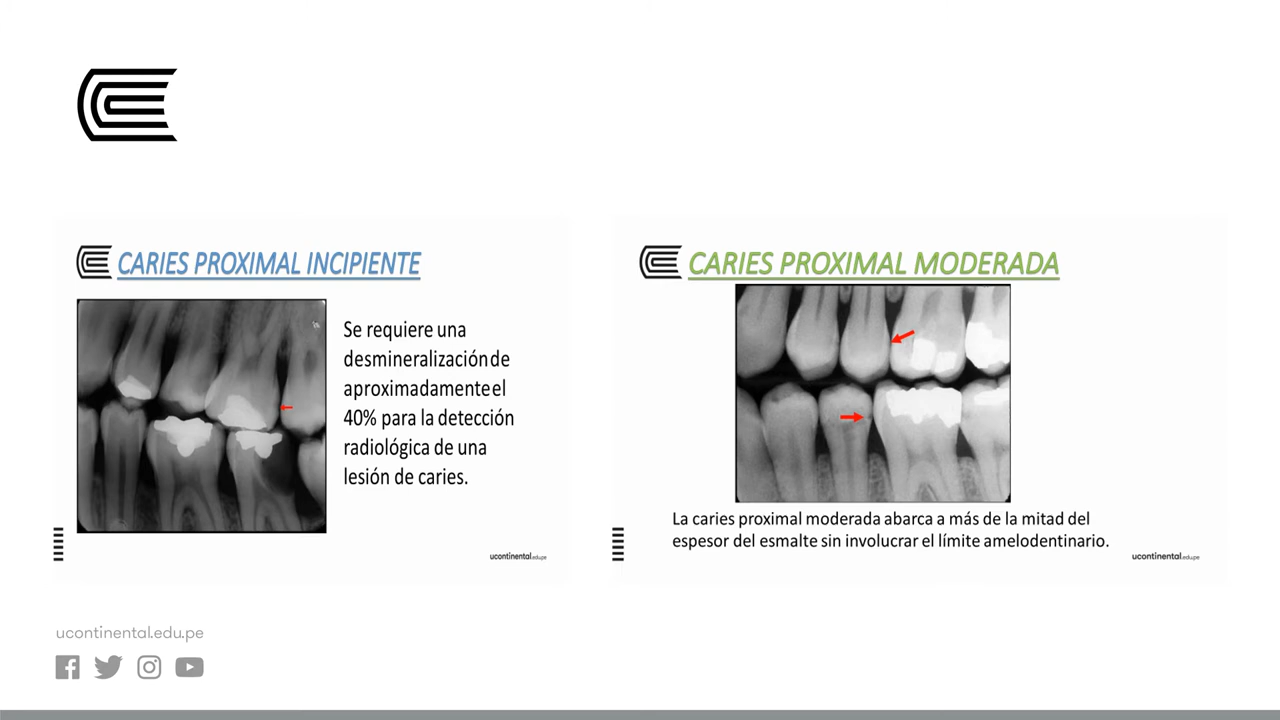 CARIES PROXIMAL INCIPIENTE
Se requiere una
desmineralización de
aproximadamente el
40% para la detección
radiológica de una
lesión de caries.
ucontinental.edu.pe
CARIES PROXIMAL MODERADA
La caries proximal moderada abarca a más de la mitad del
espesor del esmalte sin involucrar el límite amelodentinario.
ucontinental.edu.pe
ucontinental.edu.pe